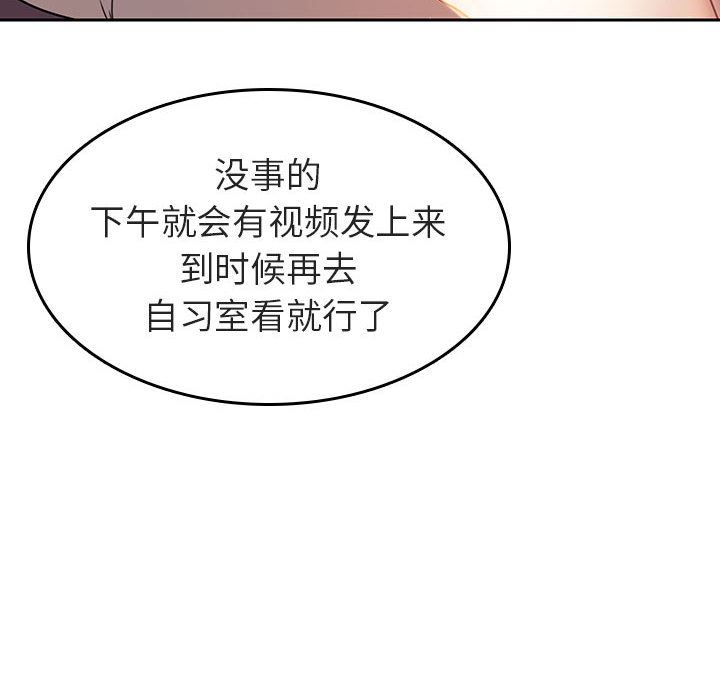 没事的
下午就会有视频发上来
到时候再去
自习室看就行了